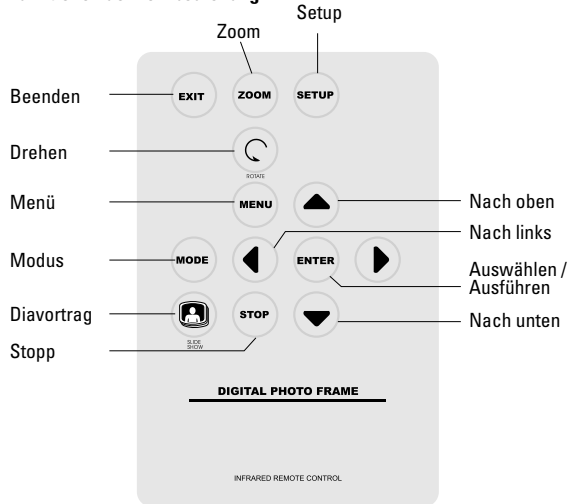 Setup
Zoom
Beenden
EXIT
ZOOM
SETUP
Drehen
ROTATE
Menü
MENU
Nach oben
Nach links
Modus
MODE
ENTER
Auswählen /
Ausführen
Diavortrag
STOP
Nach unten
SLIDE
SHOW
Stopp
DIGITAL PHOTO FRAME
INFRARED REMOTE CONTROL